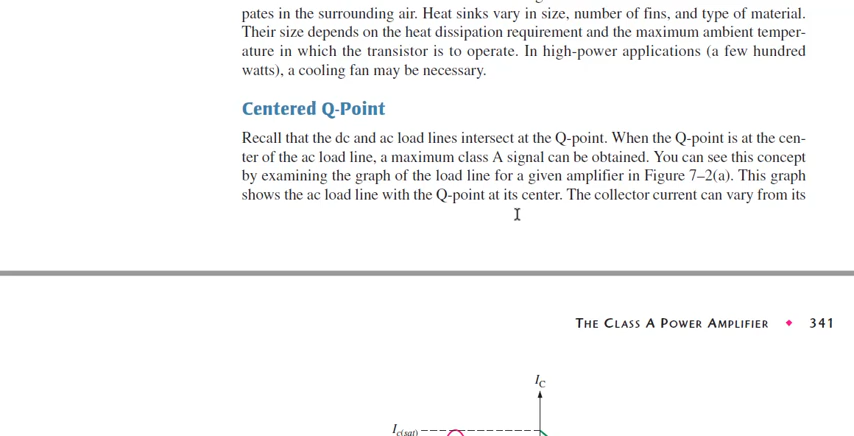 pates in the surrounding air. Heat sinks vary in size, number of fins, and type of material.
Their size depends on the heat dissipation requirement and the maximum ambient temper-
ature in which the transistor is to operate. In high-power applications (a few hundred
watts), a cooling fan may be necessary.
Centered Q-Point
Recall that the dc and ac load lines intersect at the Q-point. When the Q-point is at the cen-
ter of the ac load line, a maximum class A signal can be obtained. You can see this concept
by examining the graph of the load line for a given amplifier in Figure 7–2(a). This graph
shows the ac load line with the Q-point at its center. The collector current can vary from its
THE CLASS A POWER AMPLIFIER ◆ 341
IC
Ic(sat)